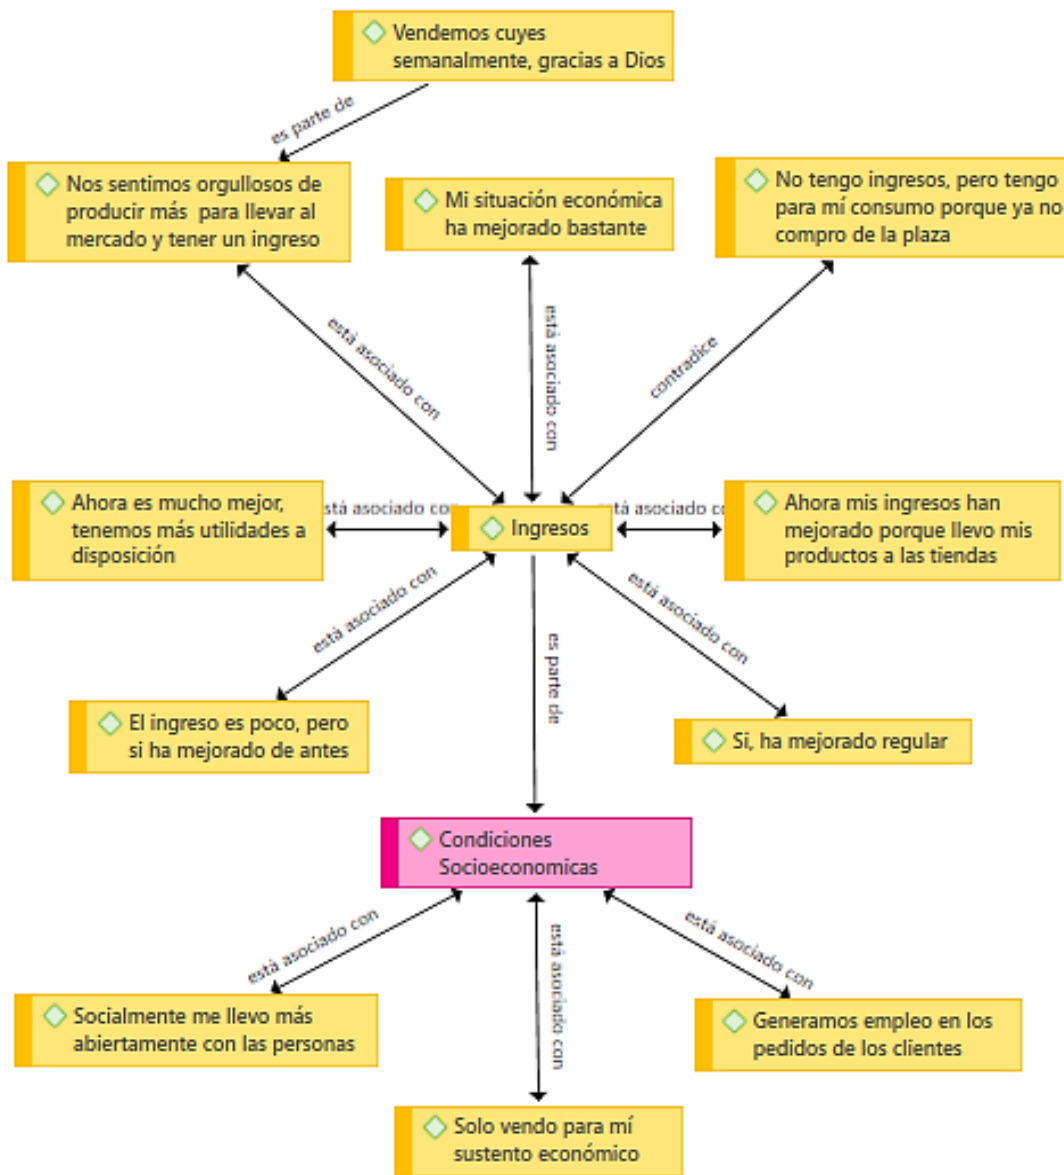 Vendemos cuyes
semanalmente, gracias a Dios
es parte de
Nos sentimos orgullosos de
producir más para llevar al
mercado y tener un ingreso
Mi situación económica
ha mejorado bastante
No tengo ingresos, pero tengo
para mí consumo porque ya no
compro de la plaza
está asociado con
está asociado con
contradice
Ahora es mucho mejor,
tenemos más utilidades a
disposición
stá asociado con
Ingresos
está asociado co
Ahora mis ingresos han
mejorado porque llevo mis
productos a las tiendas
está asociado con
es parte de
está asociado con
El ingreso es poco, pero
si ha mejorado de antes
Si, ha mejorado regular
Condiciones
Socioeconomicas
está asociado con
está asociado con
está asociado con
Socialmente me llevo más
abiertamente con las personas
Generamos empleo en los
pedidos de los clientes
Solo vendo para mí
sustento económico